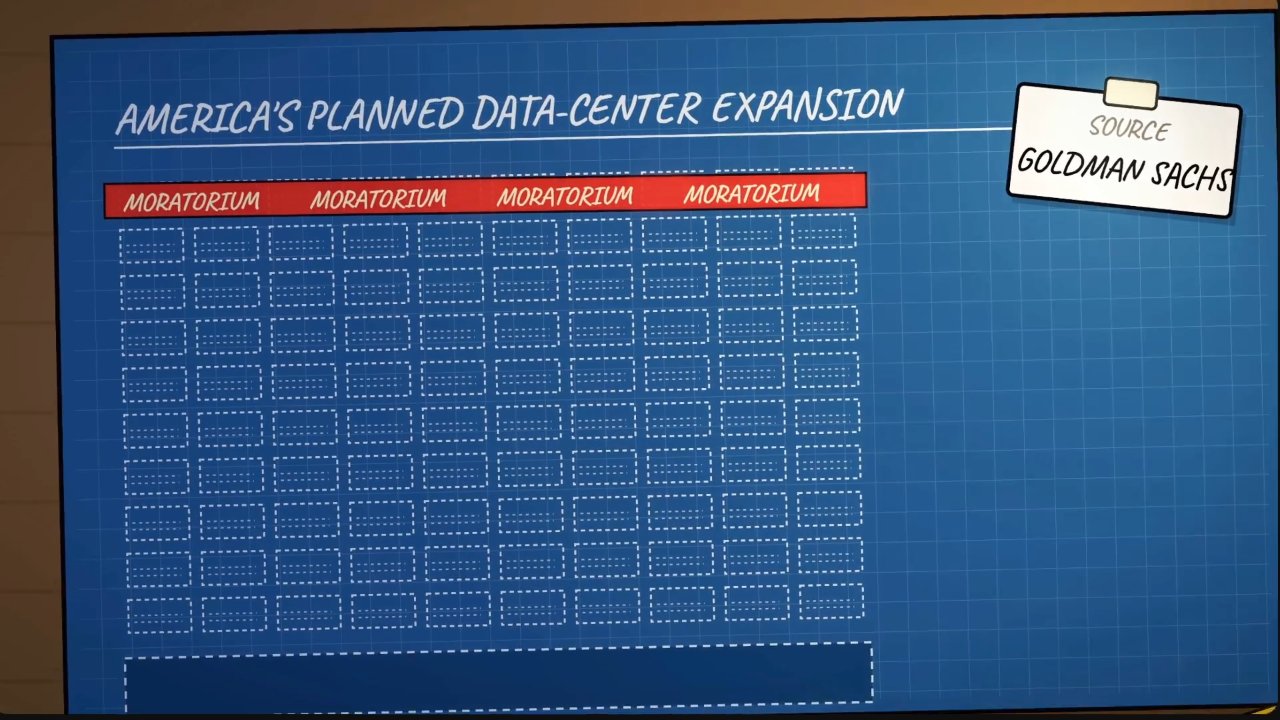 AMERICA'S PLANNED DATA-CENTER EXPANSION
SOURCE
GOLDMAN SACHS
MORATORIUM MORATORIUM MORATORIUM MORATORIUM